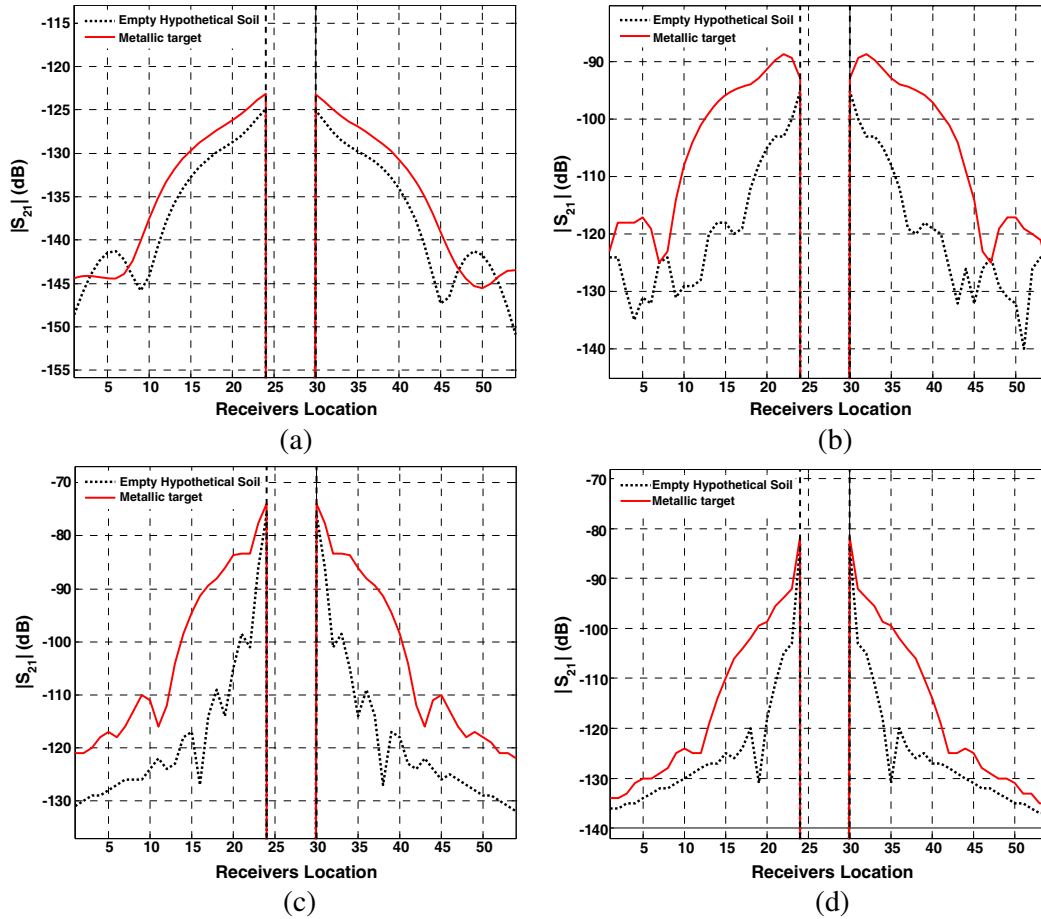 -115
-120
-125
-130
-135
-140
-145
-150
-155
|S21| (dB)
Empty Hypothetical Soil
Metallic target
5 10 15 20 25 30 35 40 45 50
Receivers Location
(a)
-90
-100
-110
-120
-130
-140
|S21| (dB)
Empty Hypothetical Soil
Metallic target
5 10 15 20 25 30 35 40 45 50
Receivers Location
(b)
-70
-80
-90
-100
-110
-120
-130
|S21| (dB)
Empty Hypothetical Soil
Metallic target
5 10 15 20 25 30 35 40 45 50
Receivers Location
(c)
-70
-80
-90
-100
-110
-120
-130
-140
|S21| (dB)
Empty Hypothetical Soil
Metallic target
5 10 15 20 25 30 35 40 45 50
Receivers Location
(d)